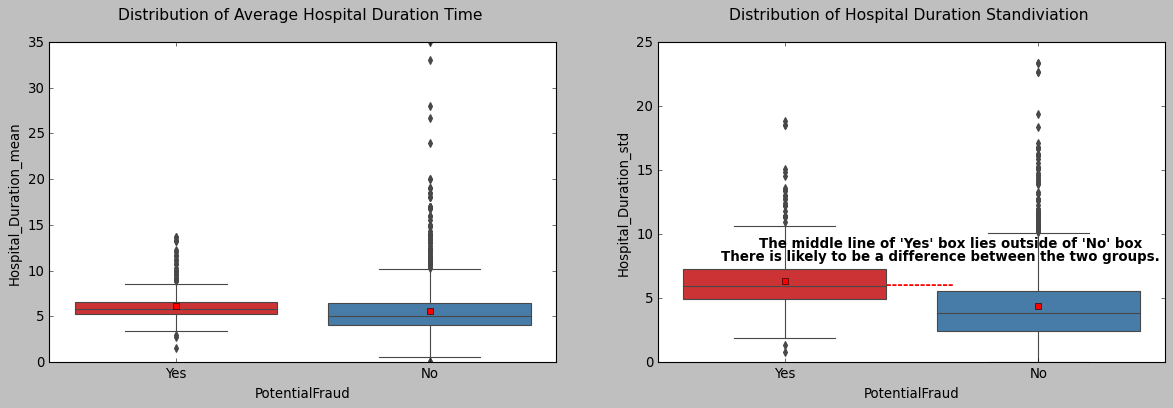 Distribution of Average Hospital Duration Time
35
30
25
20
15
10
5
0
Hospital_Duration_mean
Yes
No
PotentialFraud
Distribution of Hospital Duration Standiviation
25
20
15
10
5
0
Hospital_Duration_std
The middle line of 'Yes' box lies outside of 'No' box
There is likely to be a difference between the two groups.
Yes
No
PotentialFraud